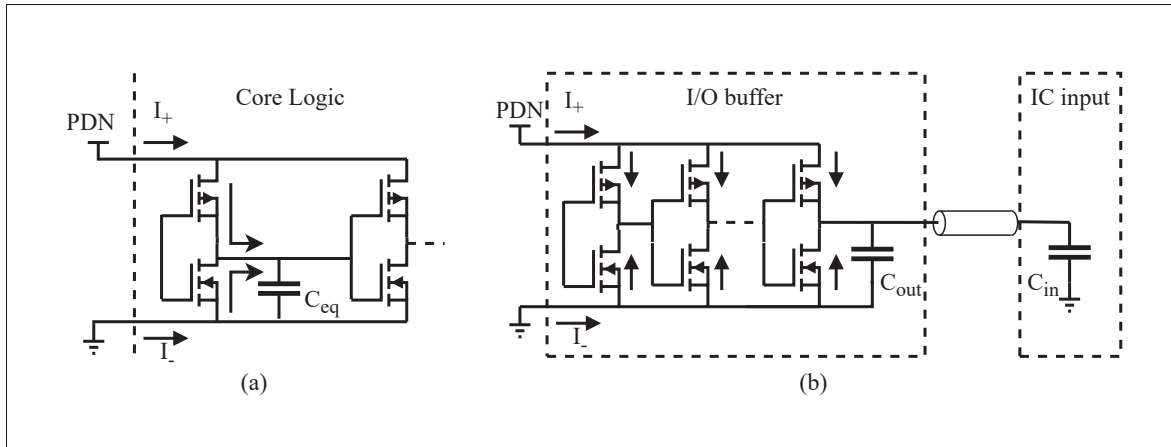 Core Logic
PDN
I+
Ceq
I-
(a)
I/O buffer
IC input
PDN
I+
Cout
Cin
I-
(b)